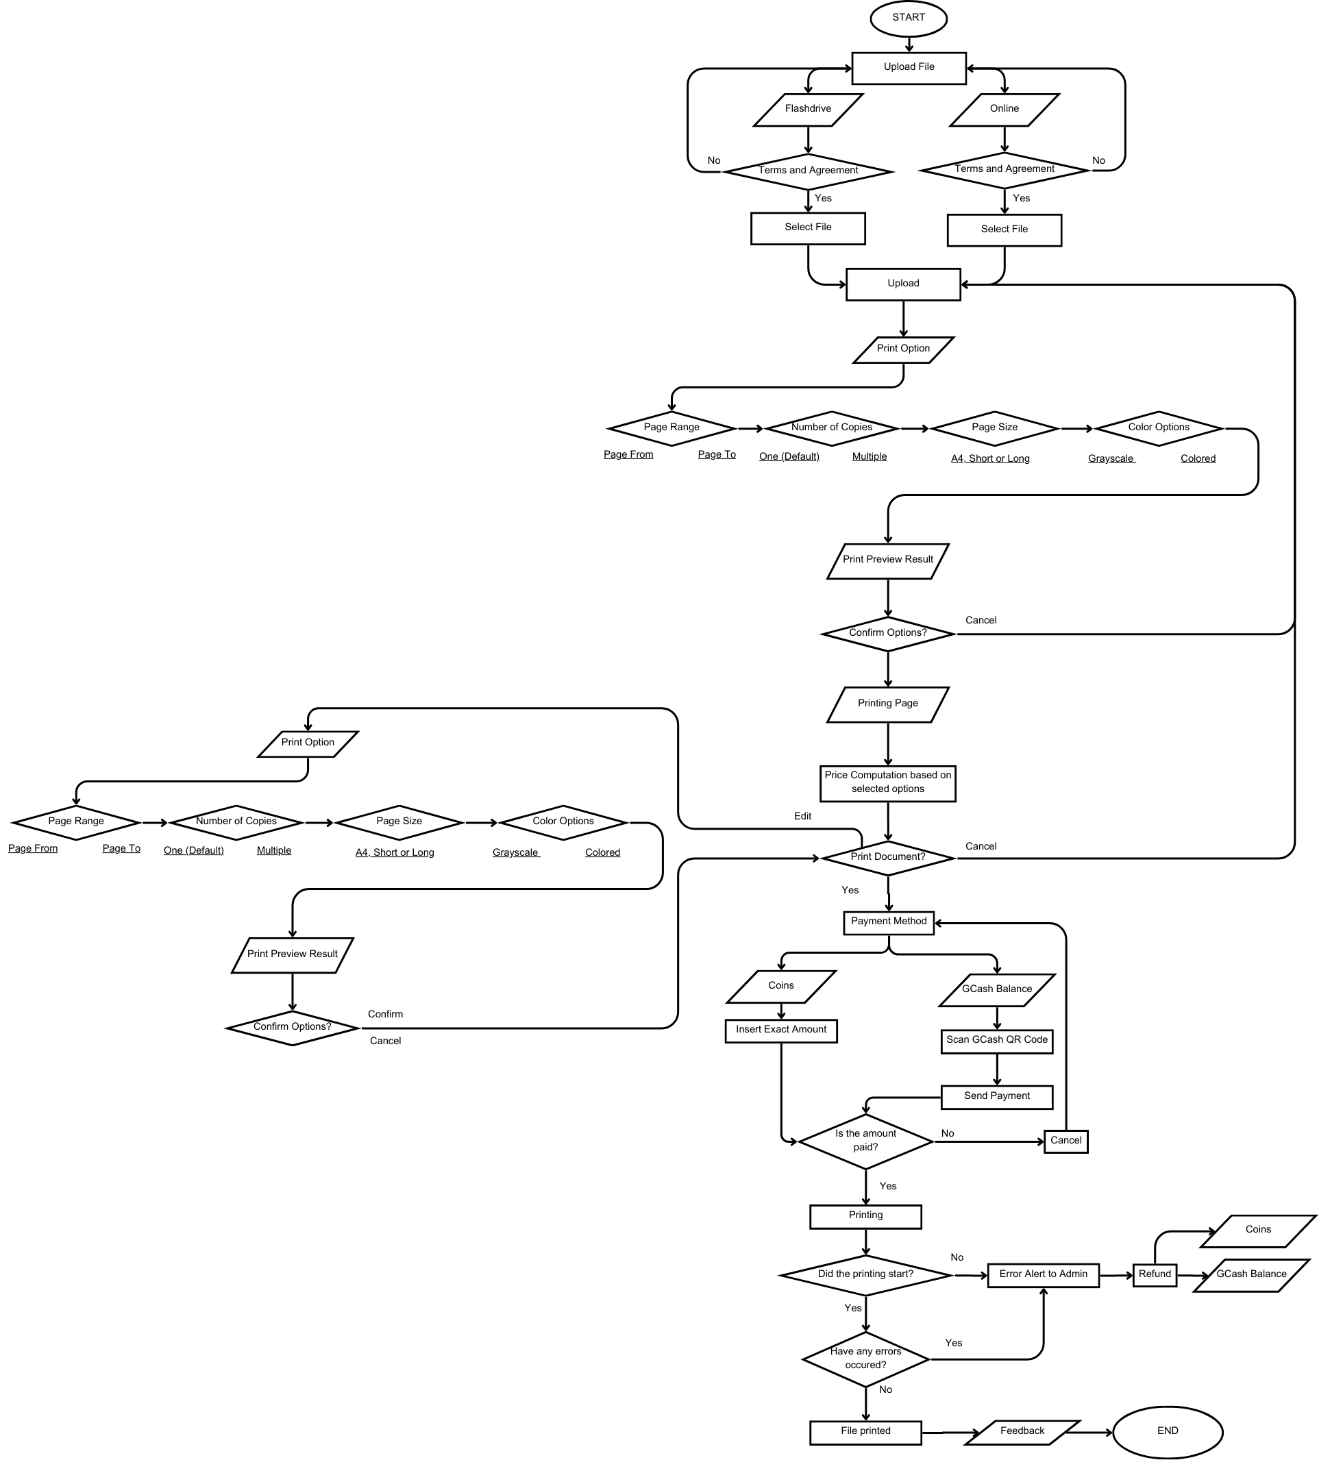 START
Upload File
Flashdrive
Online
No
Terms and Agreement
Terms and Agreement
No
Yes
Yes
Select File
Select File
Upload
Print Option
Page Range
Number of Copies
Page Size
Color Options
Page From
Page To
One (Default)
Multiple
A4, Short or Long
Grayscale
Colored
Print Preview Result
Confirm Options?
Cancel
Printing Page
Price Computation based on
selected options
Edit
Print Document?
Cancel
Print Option
Page Range
Number of Copies
Page Size
Color Options
Page From
Page To
One (Default)
Multiple
A4, Short or Long
Grayscale
Colored
Print Preview Result
Confirm Options?
Confirm
Cancel
Yes
Payment Method
Coins
GCash Balance
Insert Exact Amount
Scan GCash QR Code
Send Payment
Is the amount
paid?
No
Cancel
Yes
Printing
Did the printing start?
No
Error Alert to Admin
Refund
Coins
GCash Balance
Yes
Have any errors
occured?
Yes
No
File printed
Feedback
END